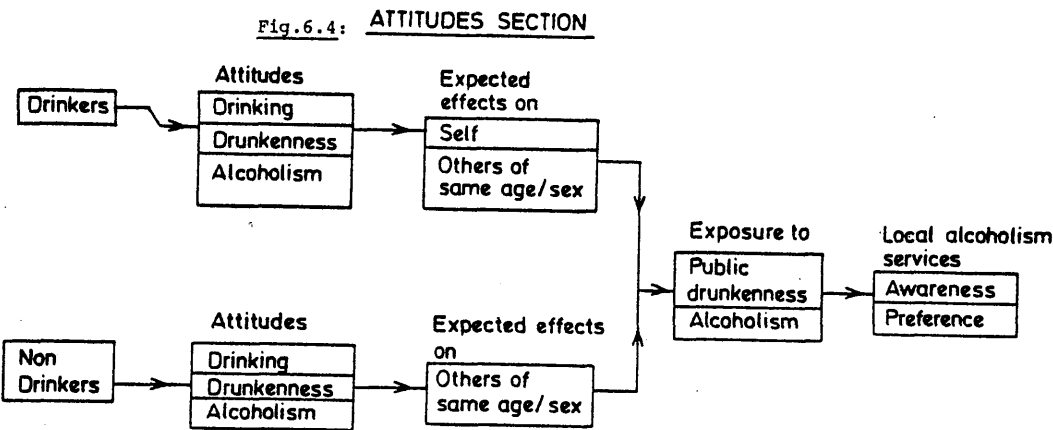 Fig.6.4: ATTITUDES SECTION
Drinkers
Attitudes
Drinking
Drunkenness
Alcoholism
Expected
effects on
Self
Others of
same age/sex
Non
Drinkers
Attitudes
Drinking
Drunkenness
Alcoholism
Expected effects
on
Others of
same age/sex
Exposure to
Public
drunkenness
Alcoholism
Local alcoholism
services
Awareness
Preference